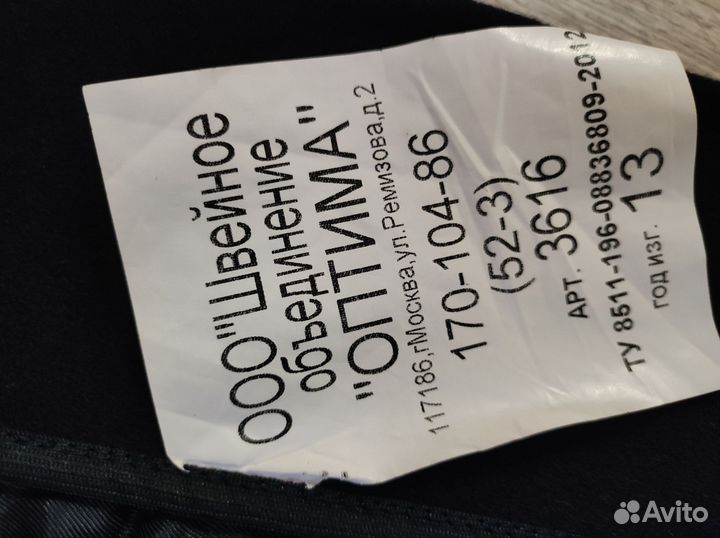 ООО"Швейное
объединение
"ОПТИМА"
117186,гМосква,ул.Ремизова,д.2
170-104-86
(52-3)
АРТ. 3616
ТУ 8511-196-08836809-2012
год изг. 13
Avito